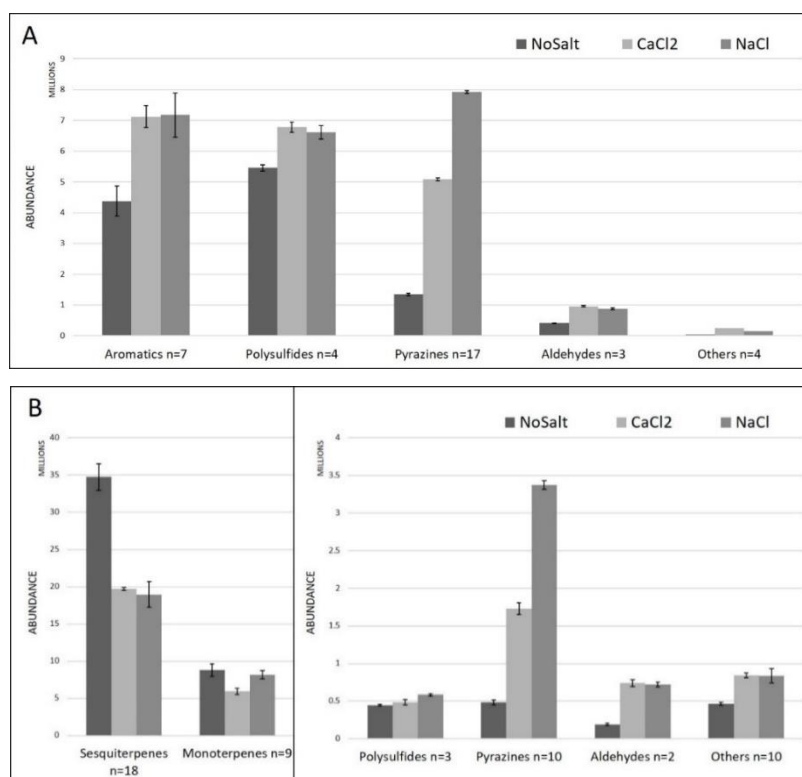 A
NoSalt CaCl2 NaCl
MILLIONS
ABUNDANCE
9
8
7
6
5
4
3
2
1
0
Aromatics n=7 Polysulfides n=4 Pyrazines n=17 Aldehydes n=3 Others n=4
B
MILLIONS
ABUNDANCE
40
35
30
25
20
15
10
5
0
Sesquiterpenes n=18 Monoterpenes n=9
NoSalt CaCl2 NaCl
MILLIONS
ABUNDANCE
4
3.5
3
2.5
2
1.5
1
0.5
0
Polysulfides n=3 Pyrazines n=10 Aldehydes n=2 Others n=10